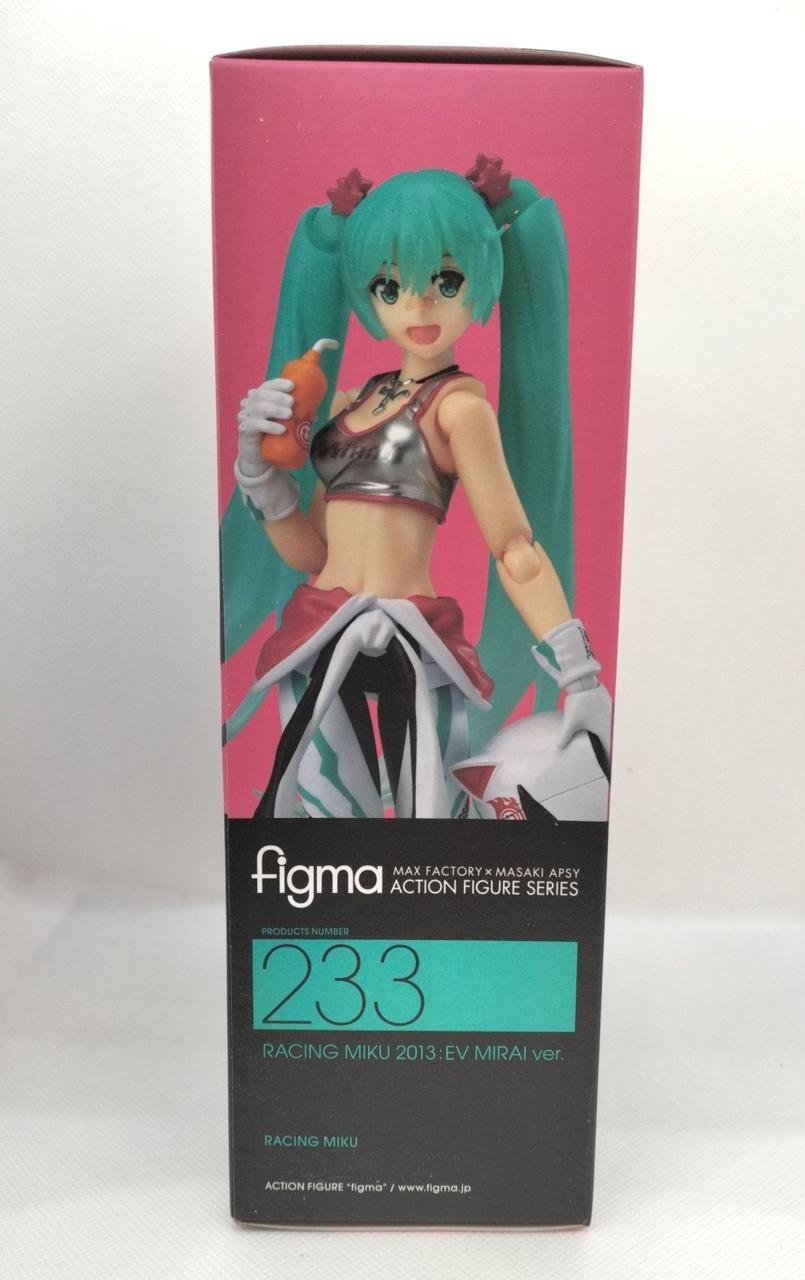 figma
MAX FACTORY × MASAKI APSY
ACTION FIGURE SERIES
PRODUCTS NUMBER
233
RACING MIKU 2013:EV MIRAI ver.
RACING MIKU
ACTION FIGURE "figma" / www.figma.jp